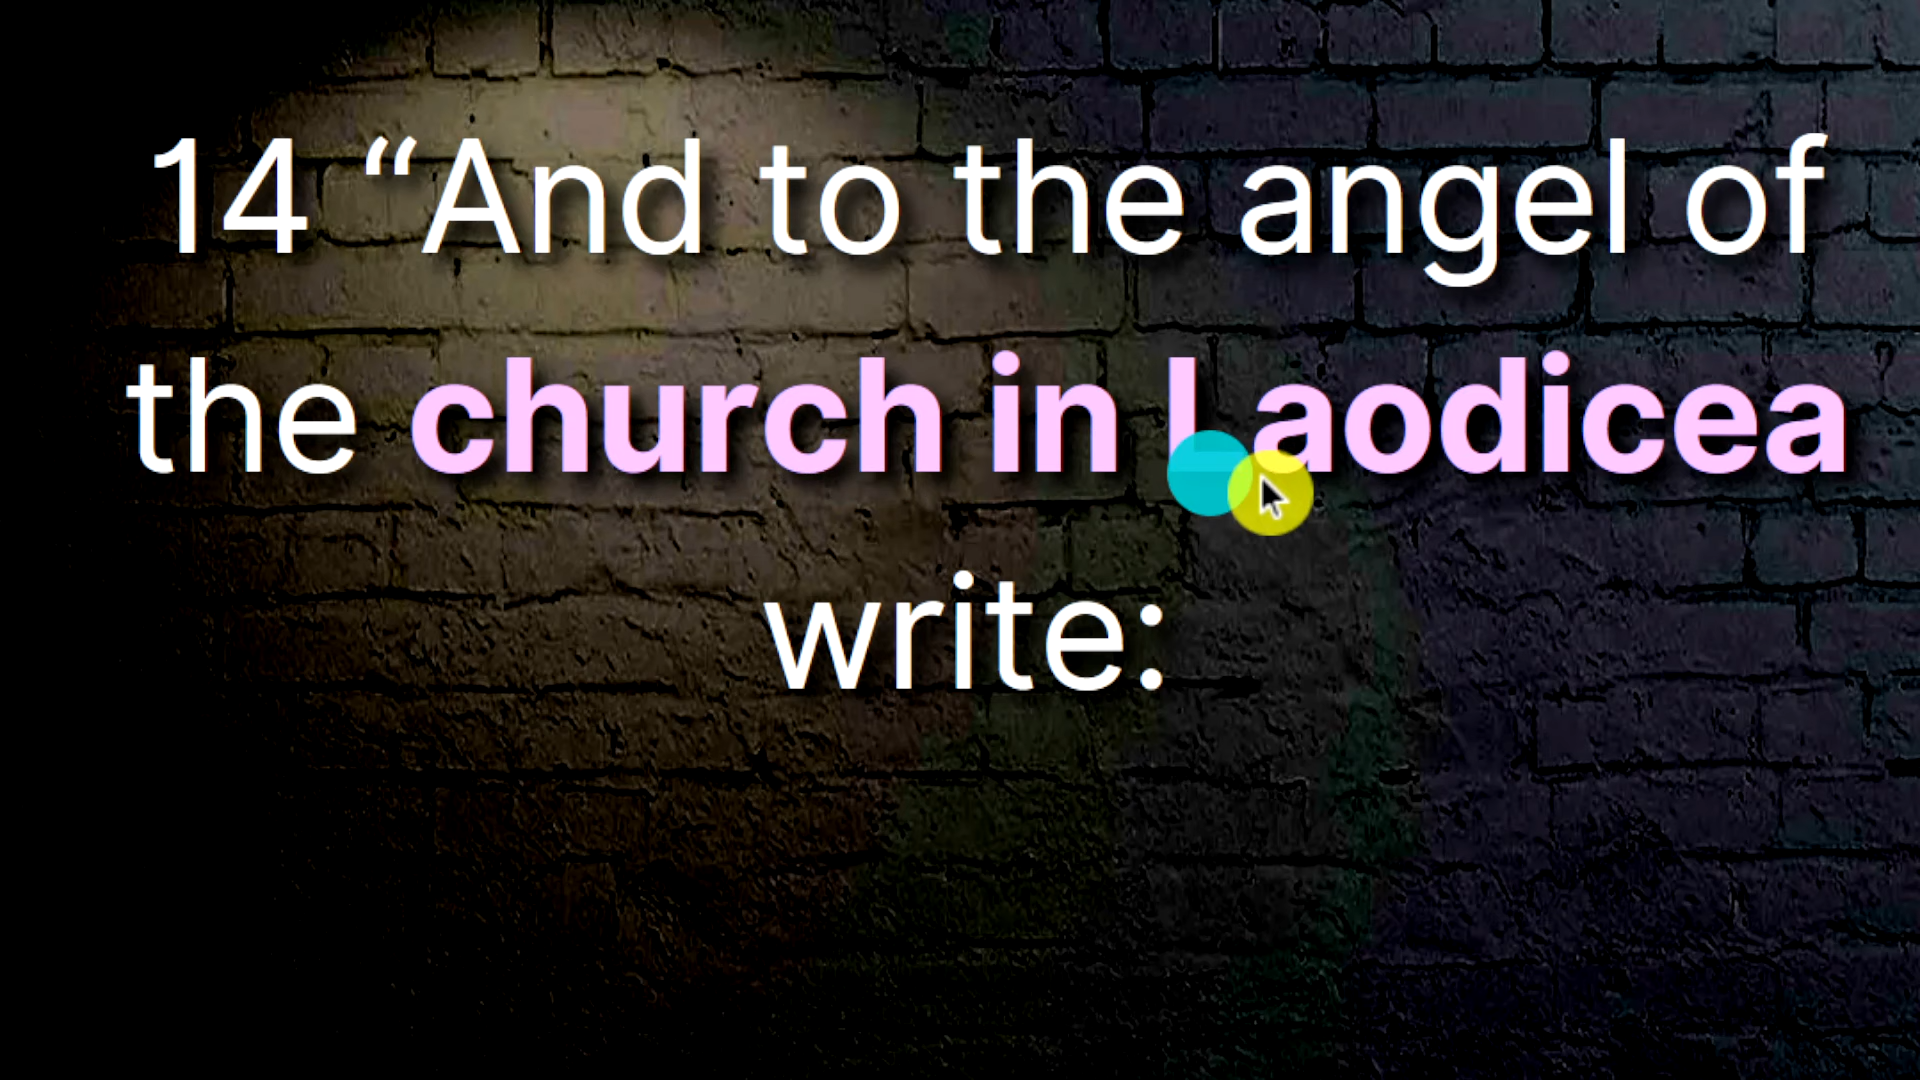 14 “And to the angel of
the church in Laodicea
write: